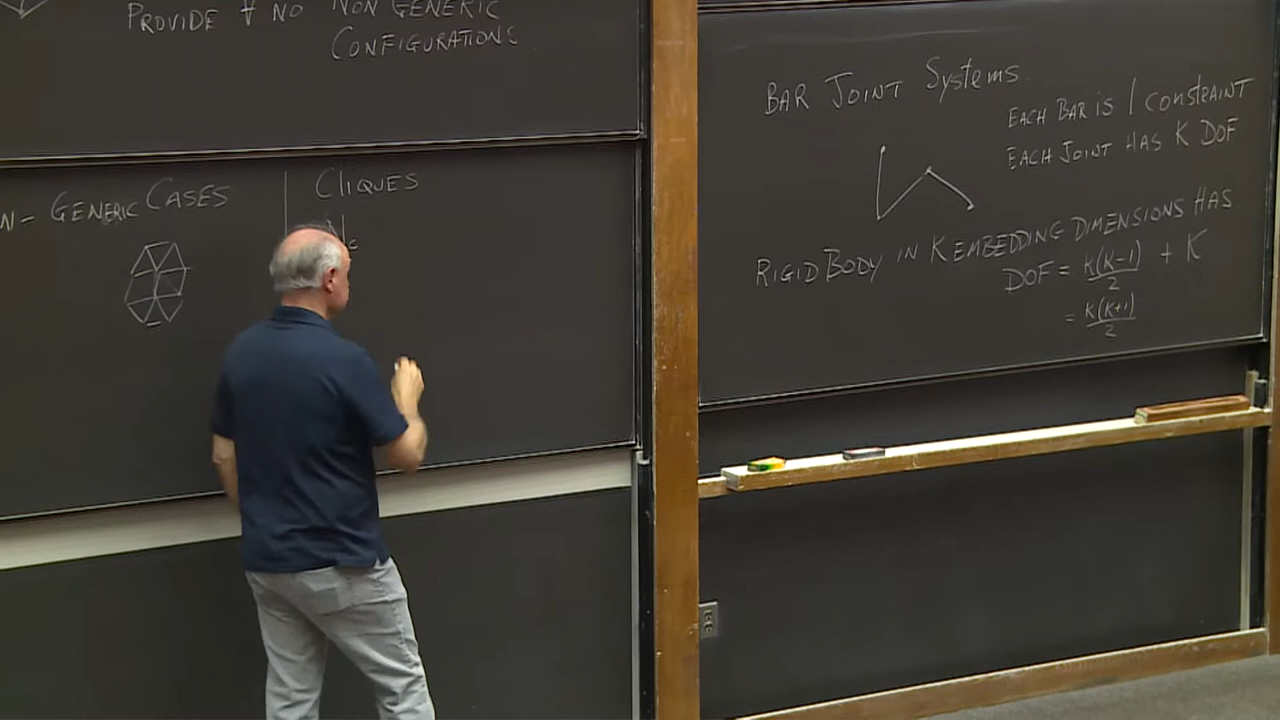 PROVIDE ∃ NO NON GENERIC
CONFIGURATIONS
N- GENERIC CASES
CLIQUES
BAR JOINT Systems
EACH BAR IS 1 CONSTRAINT
EACH JOINT HAS K DOF
RIGID BODY IN K EMBEDDING DIMENSIONS HAS
DOF = K(K-1)/2 + K
= K(K+1)/2